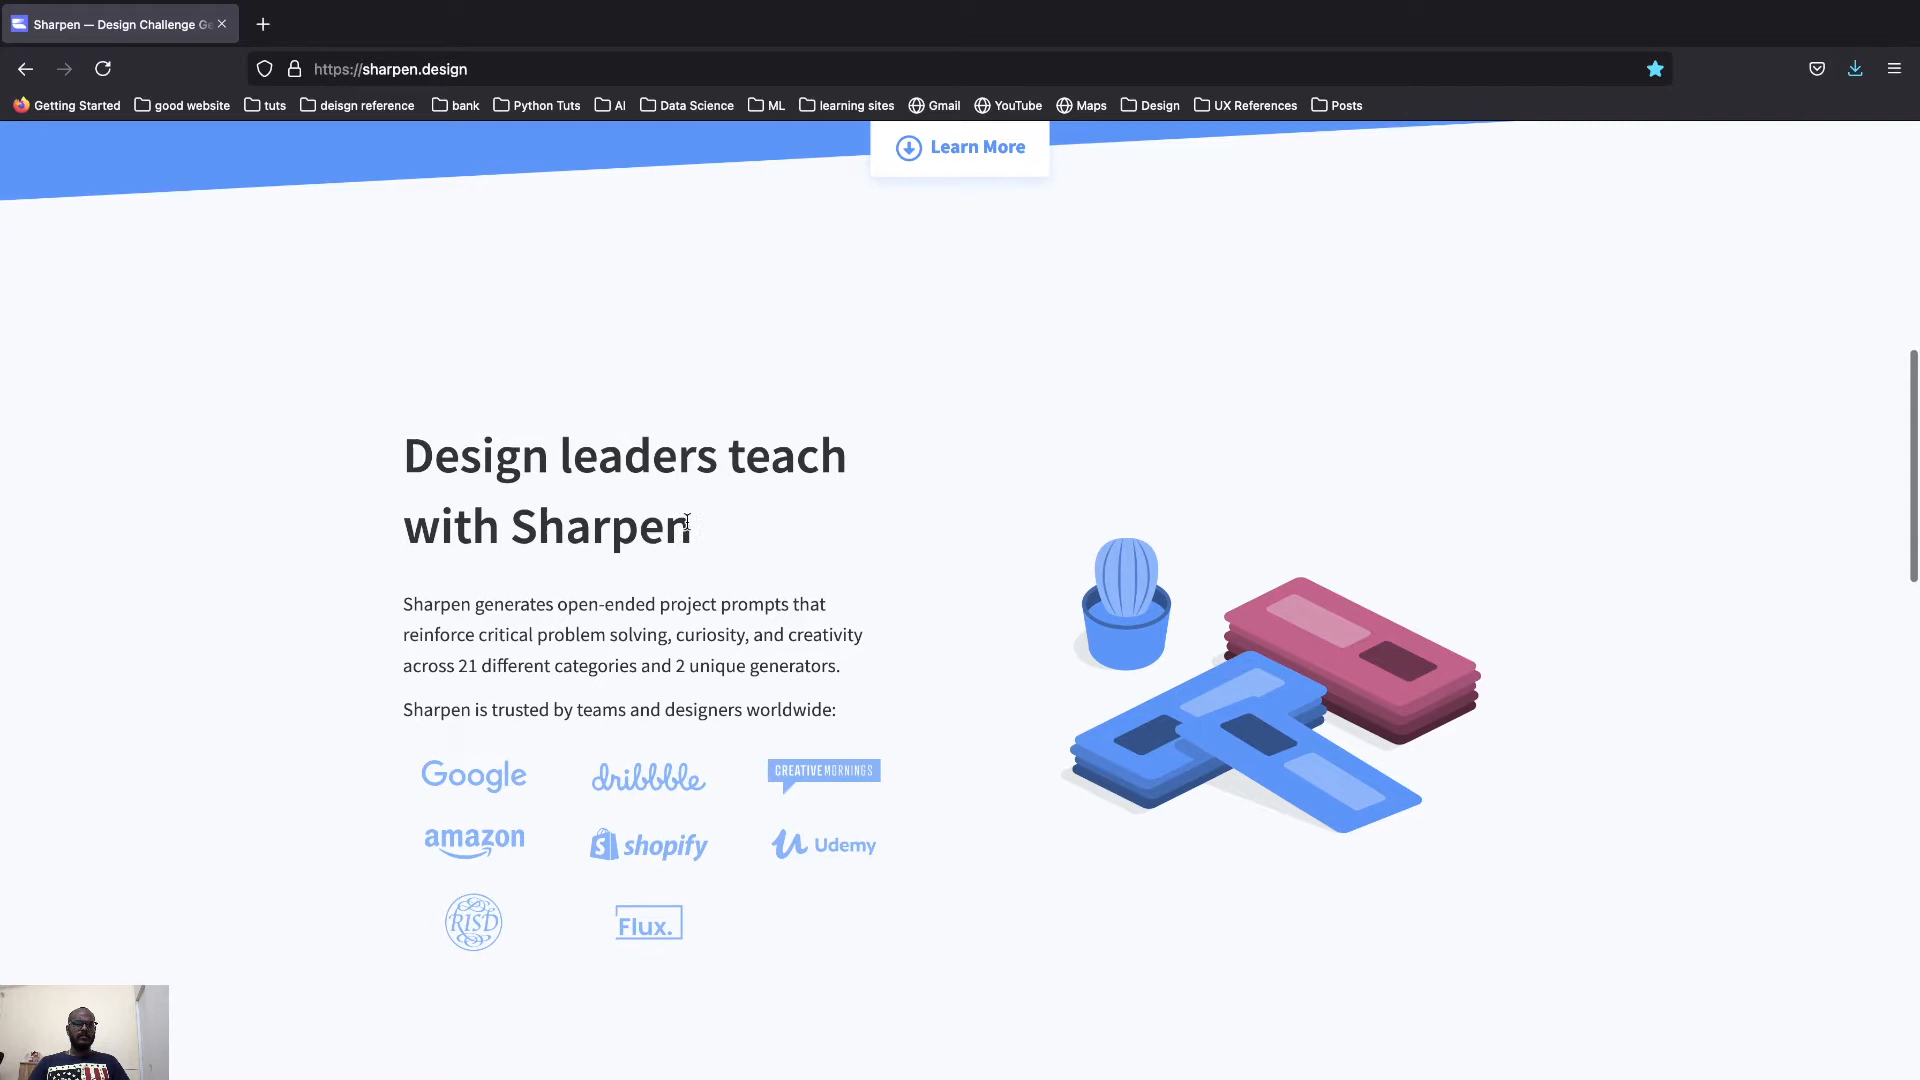 Sharpen — Design Challenge Ge
https://sharpen.design
Getting Started good website tuts deisgn reference bank Python Tuts AI Data Science ML learning sites Gmail YouTube Maps Design UX References Posts
Learn More
Design leaders teach
with Sharpen
Sharpen generates open-ended project prompts that
reinforce critical problem solving, curiosity, and creativity
across 21 different categories and 2 unique generators.
Sharpen is trusted by teams and designers worldwide:
Google dribbble CREATIVEMORNINGS
amazon shopify Udemy
RISD Flux.